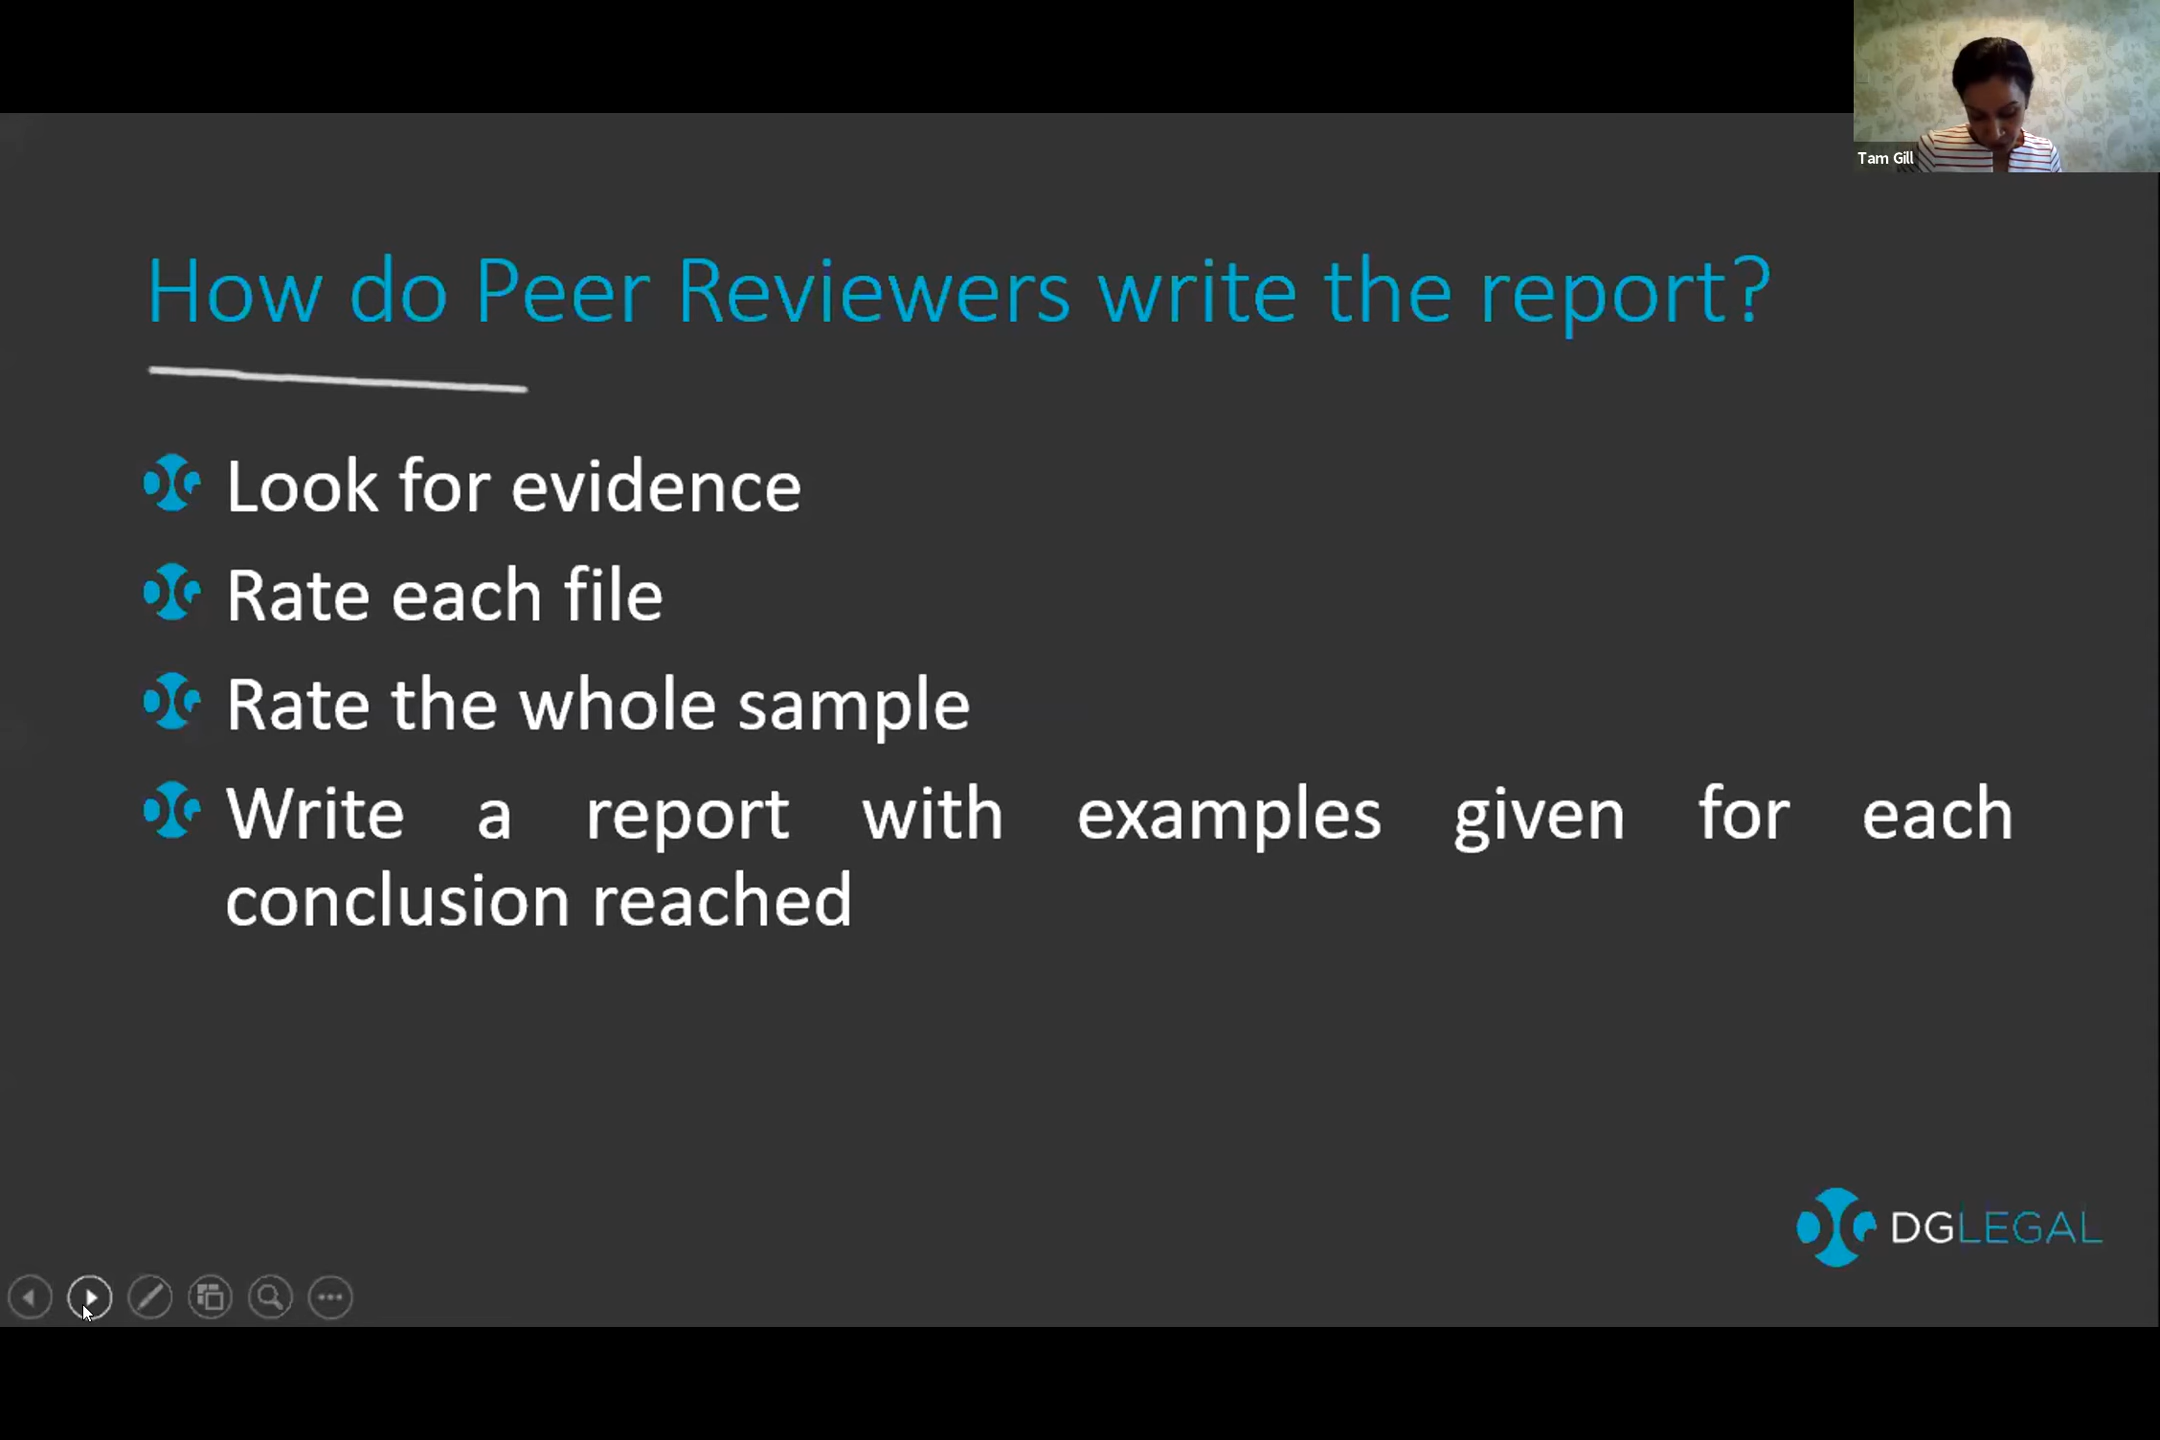 Tam Gill
How do Peer Reviewers write the report?
Look for evidence
Rate each file
Rate the whole sample
Write a report with examples given for each
conclusion reached
DGLEGAL